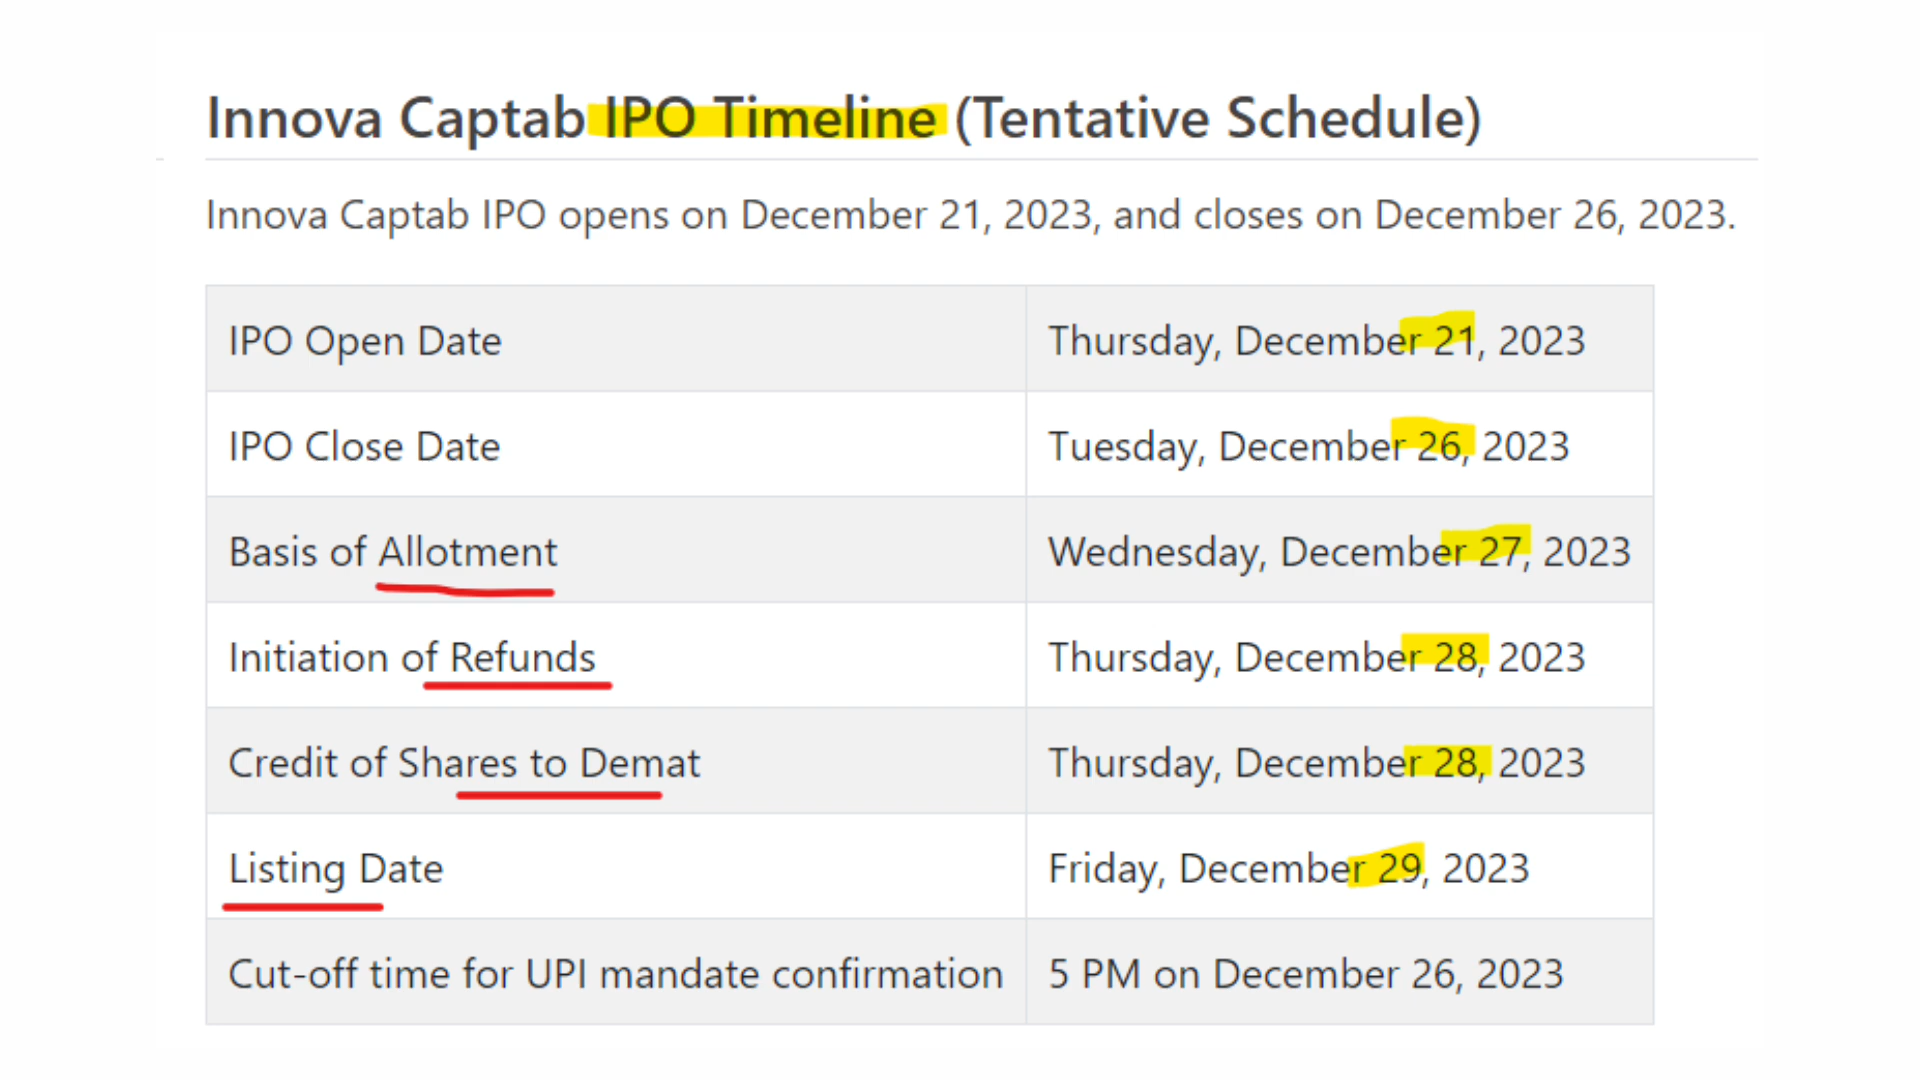 Innova Captab IPO Timeline (Tentative Schedule)
Innova Captab IPO opens on December 21, 2023, and closes on December 26, 2023.
IPO Open Date Thursday, December 21, 2023
IPO Close Date Tuesday, December 26, 2023
Basis of Allotment Wednesday, December 27, 2023
Initiation of Refunds Thursday, December 28, 2023
Credit of Shares to Demat Thursday, December 28, 2023
Listing Date Friday, December 29, 2023
Cut-off time for UPI mandate confirmation 5 PM on December 26, 2023